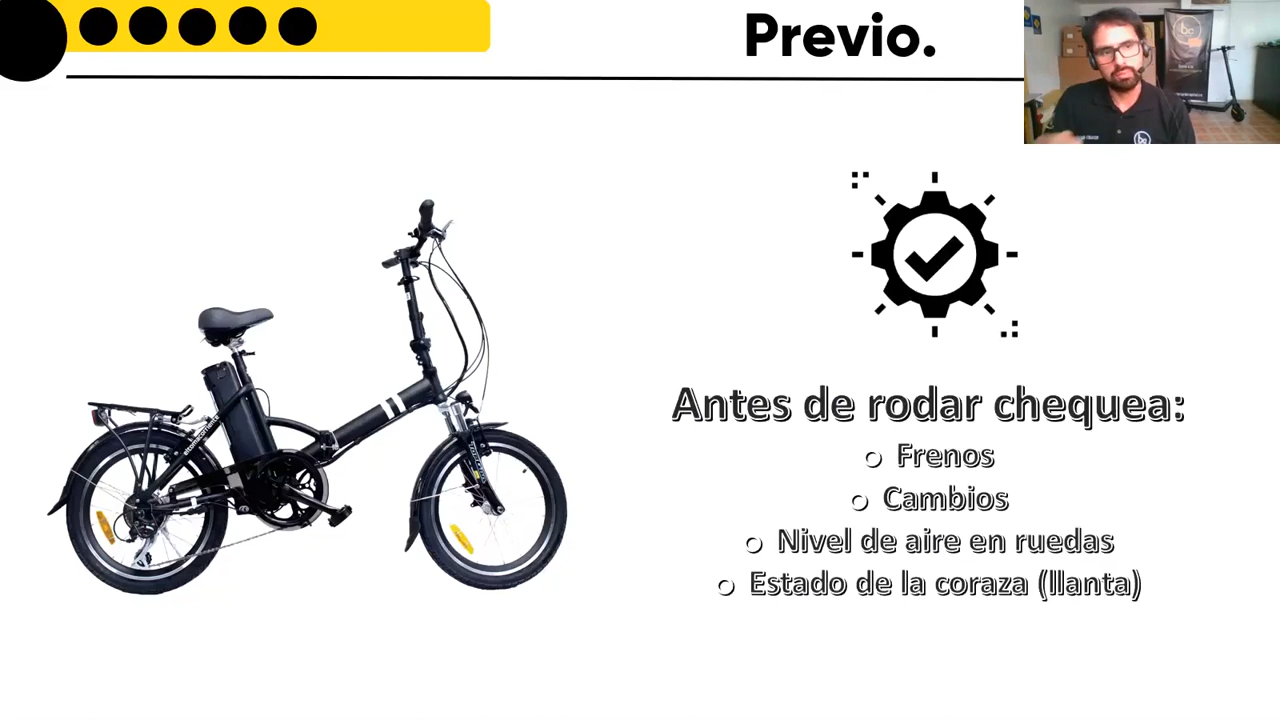 Previo.
Antes de rodar chequea:
Frenos
Cambios
Nivel de aire en ruedas
Estado de la coraza (llanta)